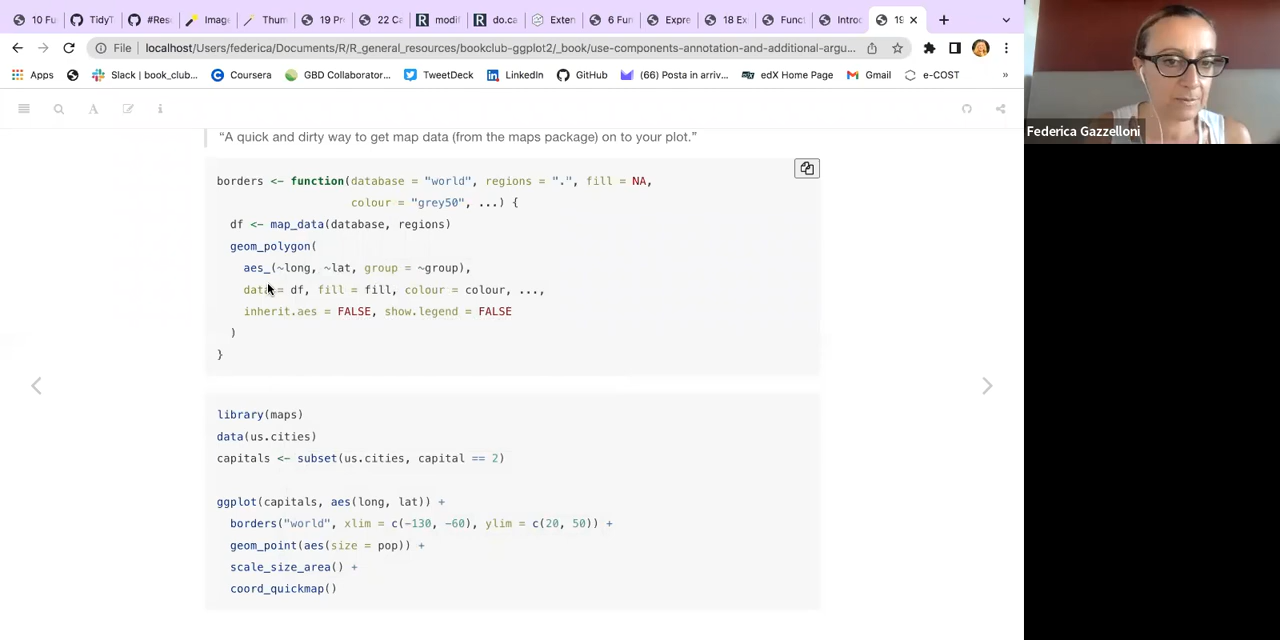 10 Fu
TidyT
#Res
Image
Thum
19 Pr
22 Ca
modif
do.ca
Exten
6 Fun
Expre
18 Ex
Funct
Introc
19
File localhost/Users/federica/Documents/R/R_general_resources/bookclub-ggplot2/_book/use-components-annotation-and-additional-argu...
Apps
Slack | book_club...
Coursera
GBD Collaborator...
TweetDeck
LinkedIn
GitHub
(66) Posta in arriv...
edX Home Page
Gmail
e-COST
»
"A quick and dirty way to get map data (from the maps package) on to your plot."
borders <- function(database = "world", regions = ".", fill = NA,
colour = "grey50", ...) {
df <- map_data(database, regions)
geom_polygon(
aes_(~long, ~lat, group = ~group),
data = df, fill = fill, colour = colour, ...,
inherit.aes = FALSE, show.legend = FALSE
)
}
library(maps)
data(us.cities)
capitals <- subset(us.cities, capital == 2)
ggplot(capitals, aes(long, lat)) +
borders("world", xlim = c(-130, -60), ylim = c(20, 50)) +
geom_point(aes(size = pop)) +
scale_size_area() +
coord_quickmap()
Federica Gazzelloni